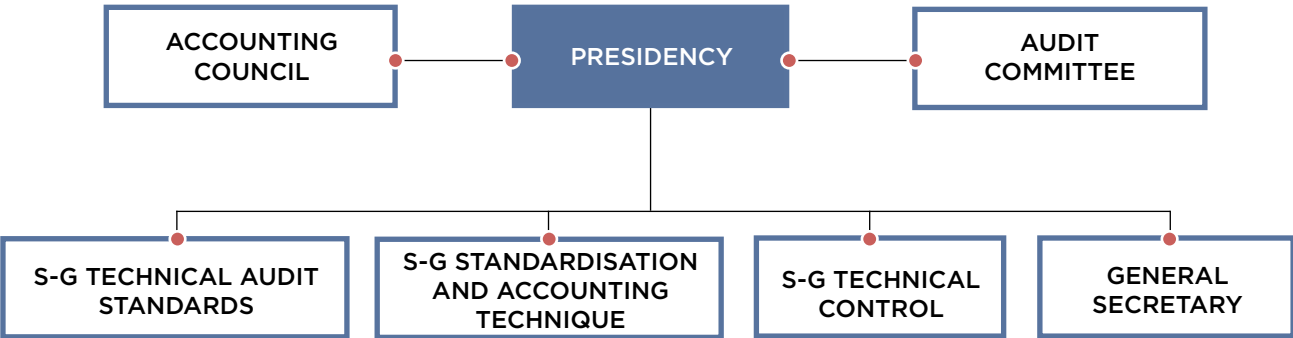 ACCOUNTING
COUNCIL
PRESIDENCY
AUDIT
COMMITTEE
S-G TECHNICAL AUDIT
STANDARDS
S-G STANDARDISATION
AND ACCOUNTING
TECHNIQUE
S-G TECHNICAL
CONTROL
GENERAL
SECRETARY